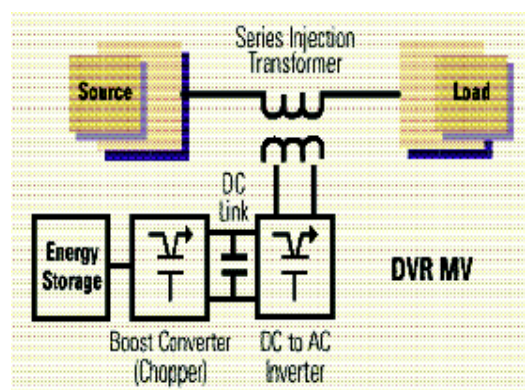 Series Injection
Transformer
Source
Load
DC
Link
Energy
Storage
DVR MV
Boost Converter
(Chopper)
DC to AC
Inverter